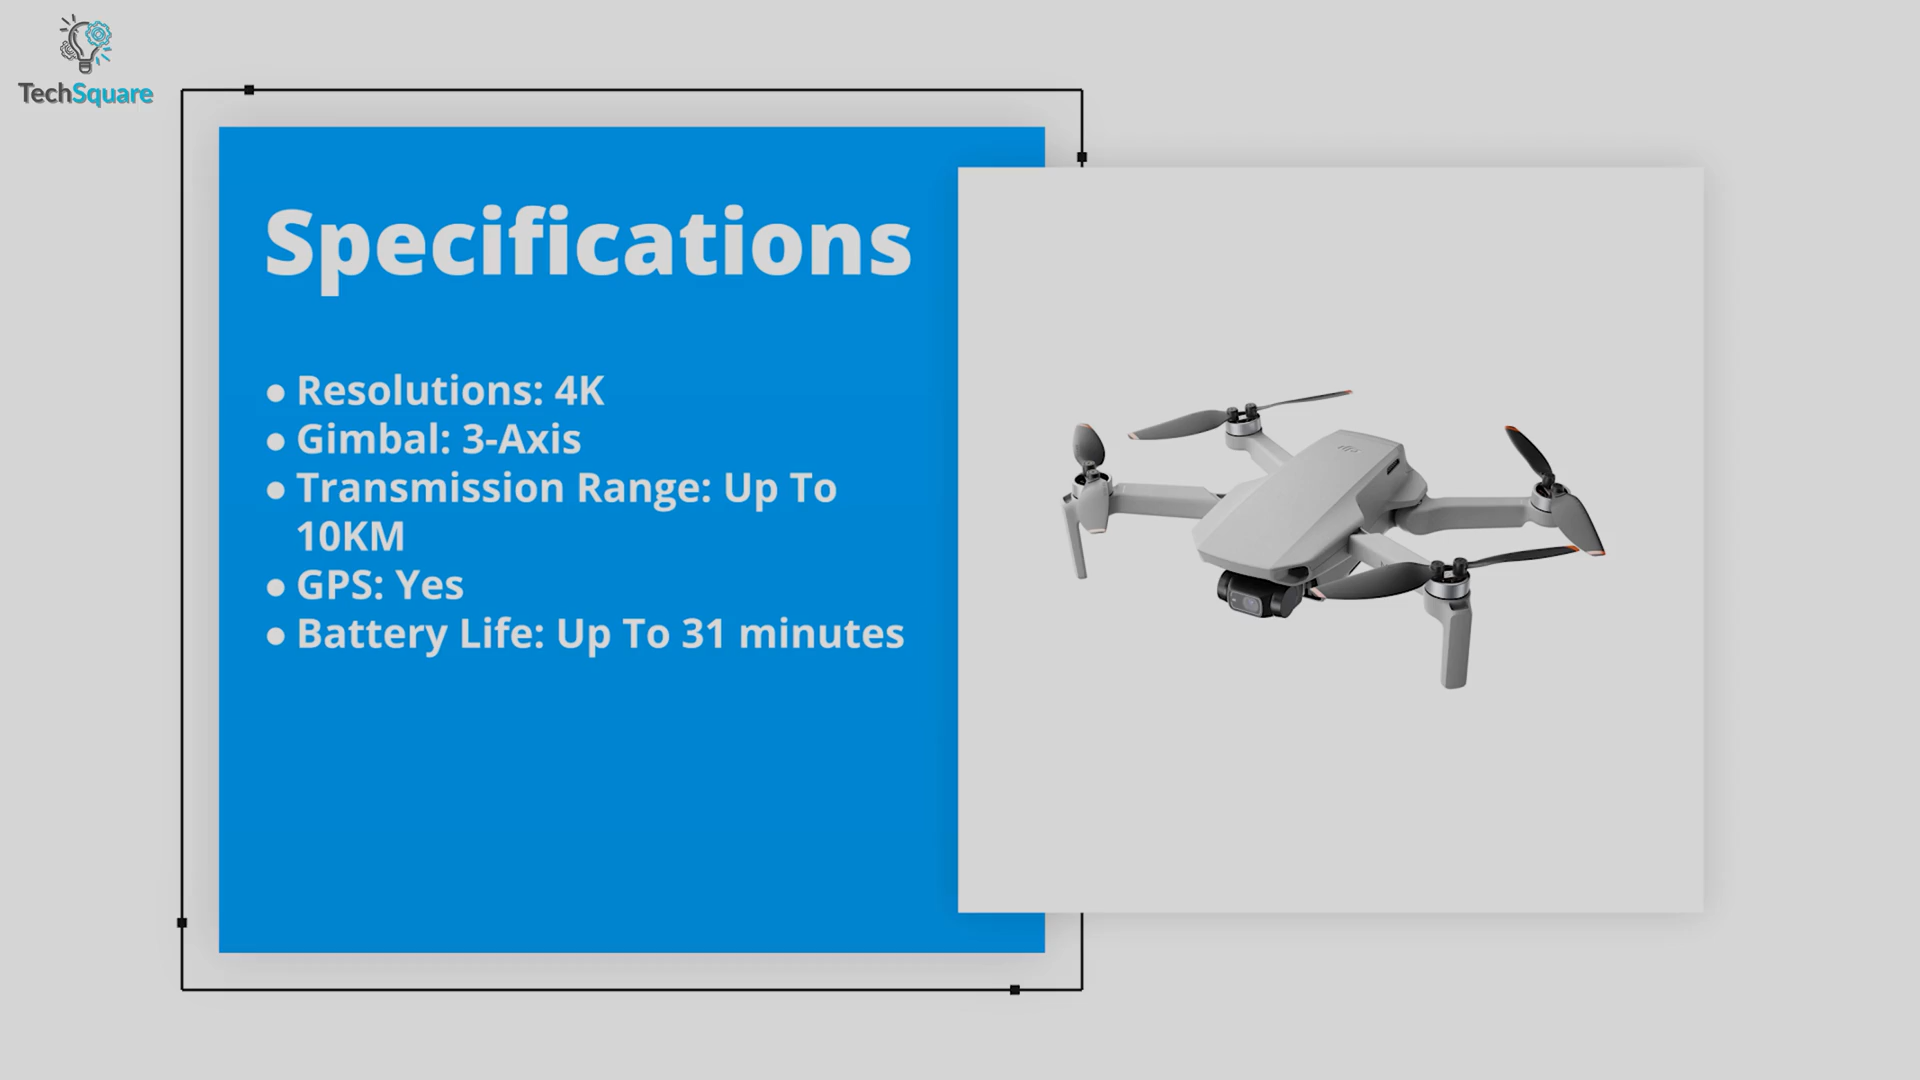 TechSquare
Specifications
● Resolutions: 4K
● Gimbal: 3-Axis
● Transmission Range: Up To
10KM
● GPS: Yes
● Battery Life: Up To 31 minutes